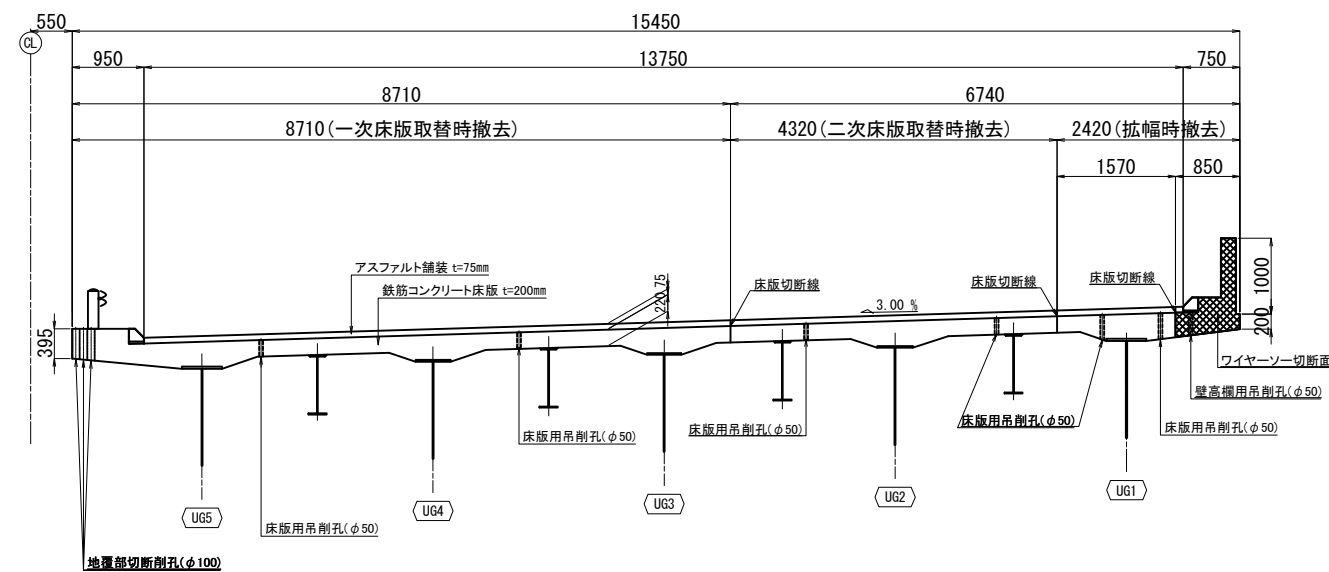 550
15450
CL
950
13750
750
8710
6740
8710(一次床版取替時撤去)
4320(二次床版取替時撤去)
2420(拡幅時撤去)
1570
850
アスファルト舗装 t=75mm
鉄筋コンクリート床版 t=200mm
75
220
床版切断線
3.00 %
床版切断線
床版切断線
1000
200
395
ワイヤーソー切断面
壁高欄用吊削孔(φ50)
床版用吊削孔(φ50)
床版用吊削孔(φ50)
床版用吊削孔(φ50)
床版用吊削孔(φ50)
UG5
UG4
UG3
UG2
UG1
床版用吊削孔(φ50)
地覆部切断削孔(φ100)